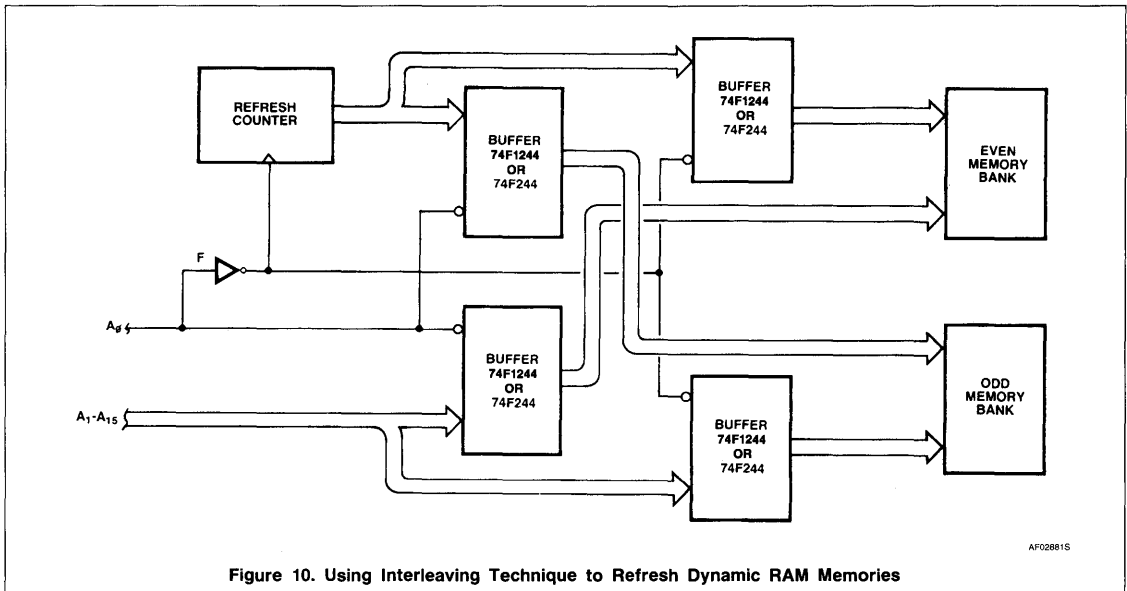 REFRESH
COUNTER
BUFFER
74F1244
OR
74F244
BUFFER
74F1244
OR
74F244
EVEN
MEMORY
BANK
F
A0
BUFFER
74F1244
OR
74F244
A1-A15
BUFFER
74F1244
OR
74F244
ODD
MEMORY
BANK
AF02881S
Figure 10. Using Interleaving Technique to Refresh Dynamic RAM Memories